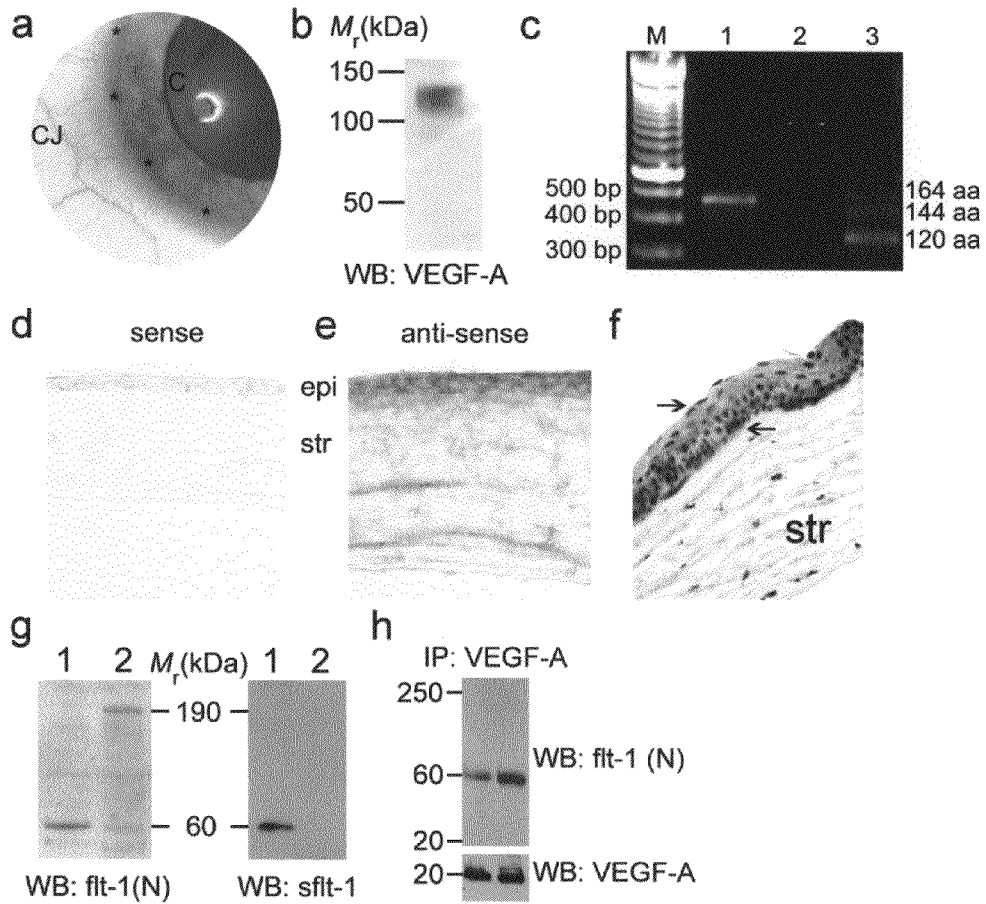 a
C
CJ
b
Mr(kDa)
150
100
50
WB: VEGF-A
c
M 1 2 3
500 bp
400 bp
300 bp
164 aa
144 aa
120 aa
d
sense
e
anti-sense
epi
str
f
str
g
1 2 Mr(kDa) 1 2
190
60
WB: flt-1(N)
WB: sflt-1
h
IP: VEGF-A
250
60
20
WB: flt-1 (N)
20
WB: VEGF-A